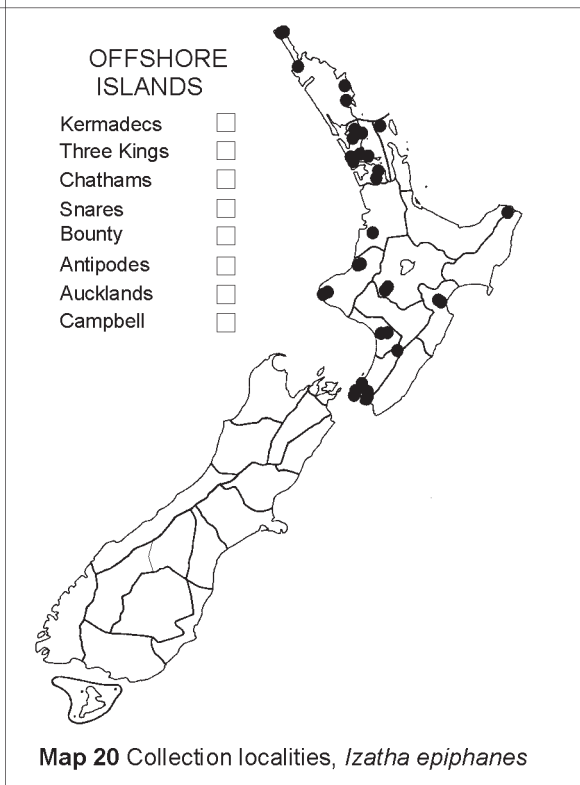 OFFSHORE
ISLANDS
Kermadecs
Three Kings
Chathams
Snares
Bounty
Antipodes
Aucklands
Campbell
Map 20 Collection localities, Izatha epiphanes